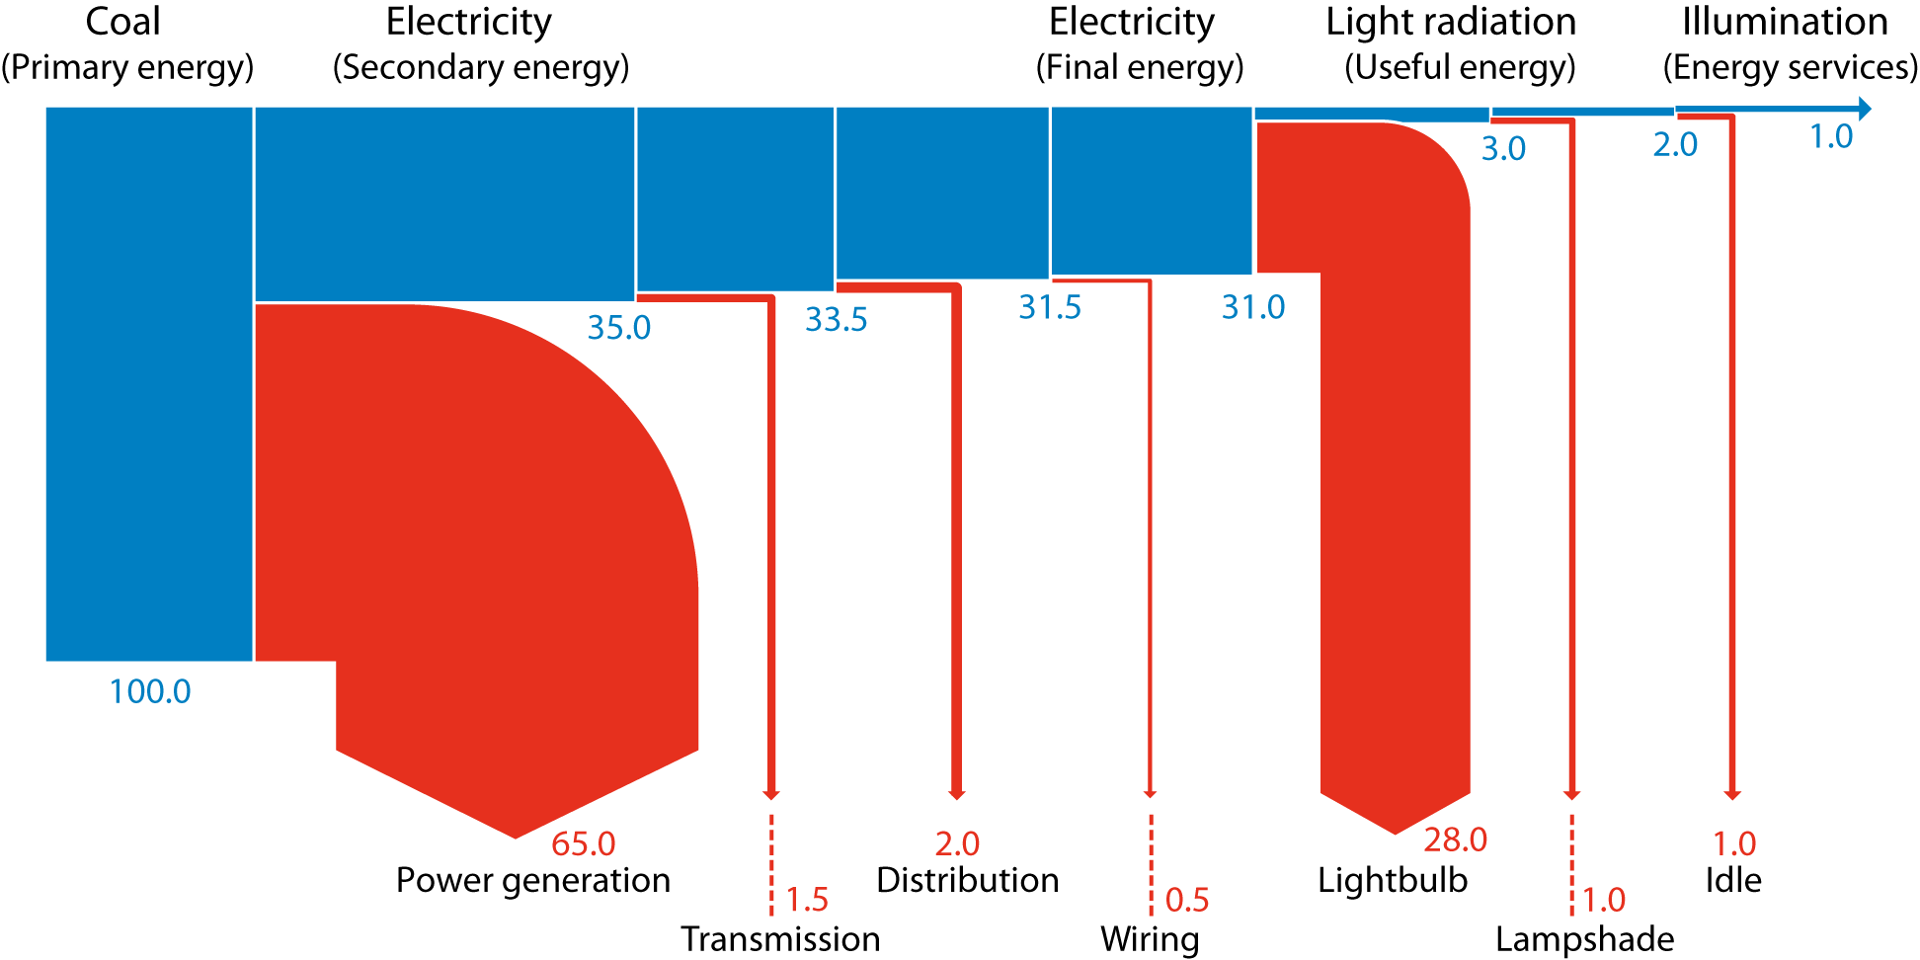 Coal
(Primary energy)
Electricity
(Secondary energy)
Electricity
(Final energy)
Light radiation
(Useful energy)
Illumination
(Energy services)
100.0
35.0
33.5
31.5
31.0
3.0
2.0
1.0
65.0
Power generation
1.5
Transmission
2.0
Distribution
0.5
Wiring
28.0
Lightbulb
1.0
Lampshade
1.0
Idle